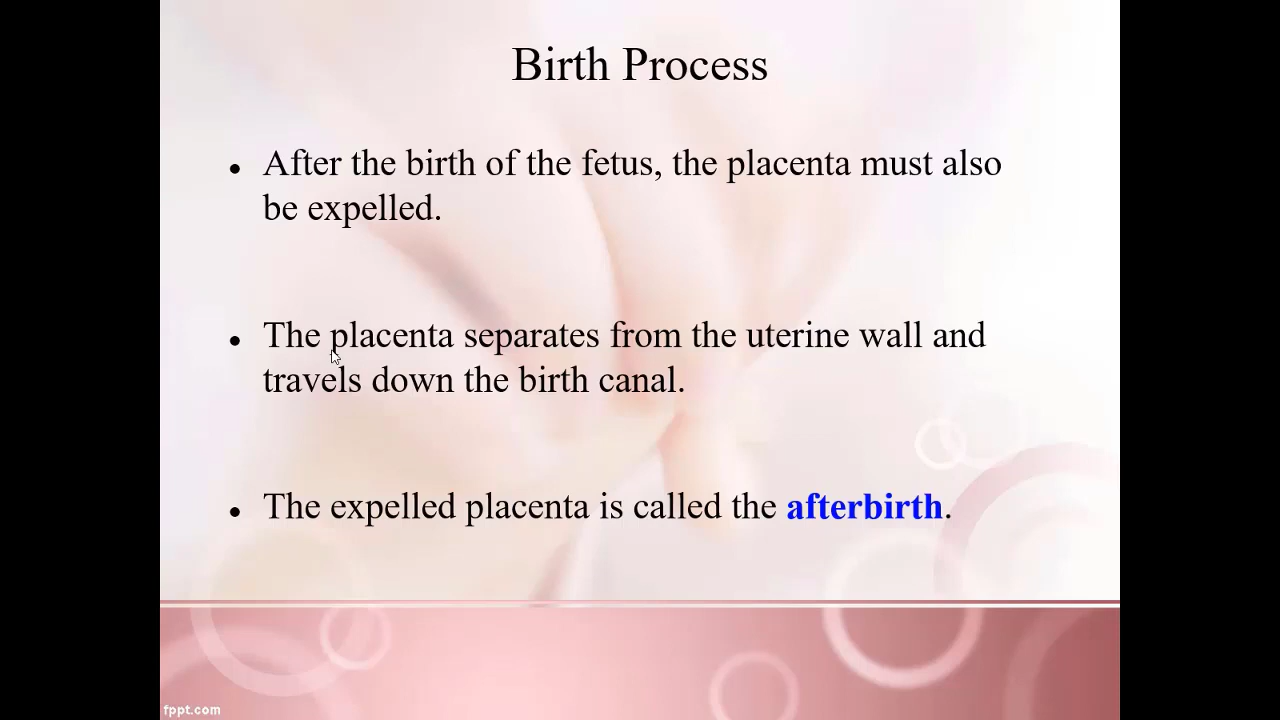 Birth Process
• After the birth of the fetus, the placenta must also
be expelled.
• The placenta separates from the uterine wall and
travels down the birth canal.
• The expelled placenta is called the afterbirth.
fppt.com